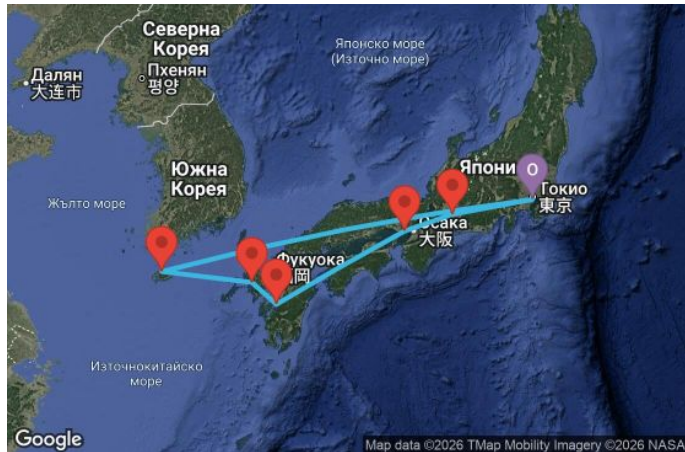 Северна
Корея
Японско море
(Източно море)
Далян
大连市
Пхенян
평양
Южна
Корея
Япони
O
Токио
東京
Жълто море
Осака
大阪
Фукуока
岡
Източнокитайско
море
Google
Map data ©2026 TMap Mobility Imagery ©2026 NASA